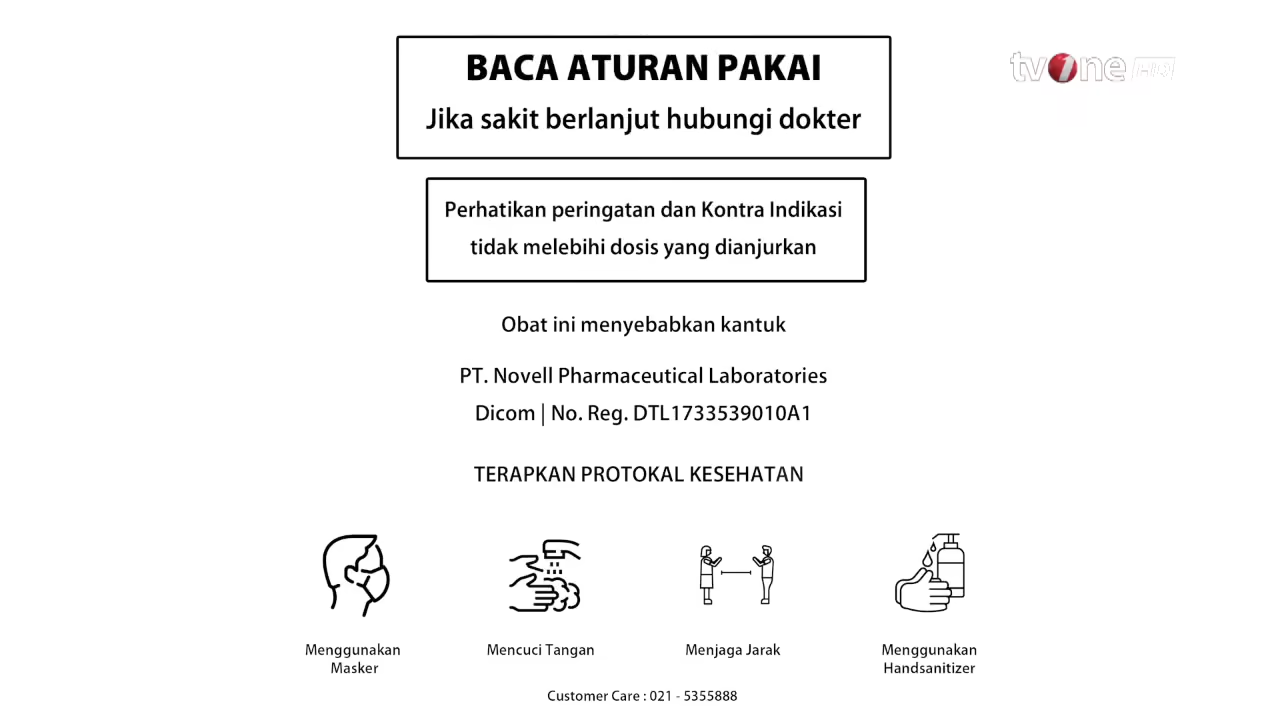 BACA ATURAN PAKAI
Jika sakit berlanjut hubungi dokter
tvOne HD
Perhatikan peringatan dan Kontra Indikasi
tidak melebihi dosis yang dianjurkan
Obat ini menyebabkan kantuk
PT. Novell Pharmaceutical Laboratories
Dicom | No. Reg. DTL1733539010A1
TERAPKAN PROTOKAL KESEHATAN
Menggunakan
Masker
Mencuci Tangan
Menjaga Jarak
Menggunakan
Handsanitizer
Customer Care : 021 - 5355888